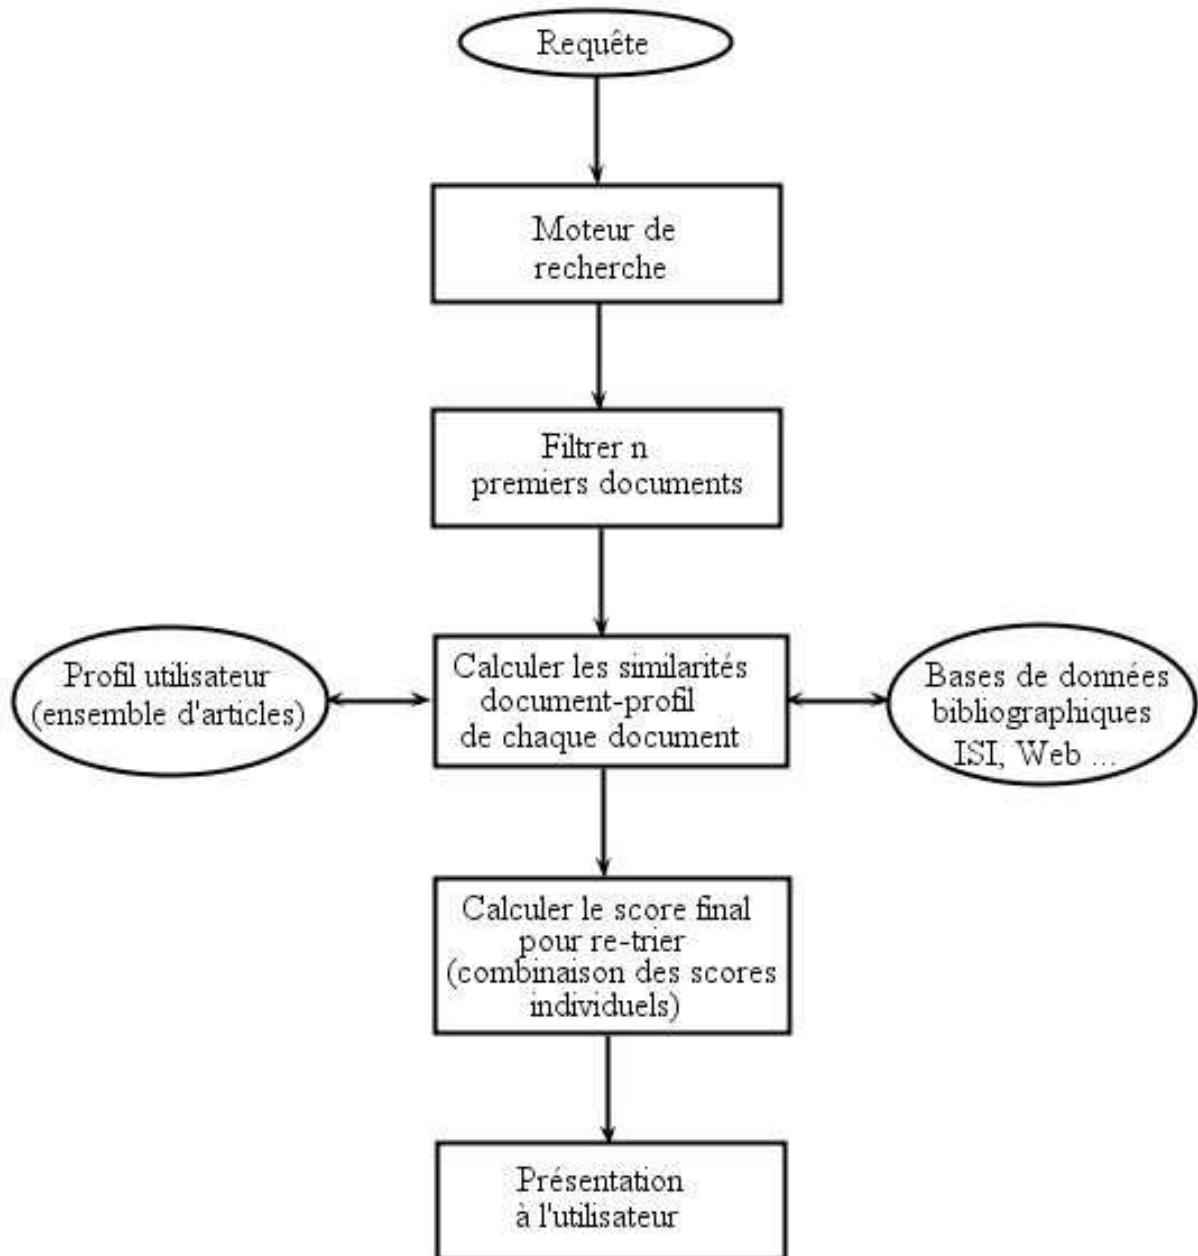 Requête
Moteur de
recherche
Filtrer n
premiers documents
Profil utilisateur
(ensemble d'articles)
Calculer les similarités
document-profil
de chaque document
Bases de données
bibliographiques
ISI, Web ...
Calculer le score final
pour re-trier
(combinaison des scores
individuels)
Présentation
à l'utilisateur